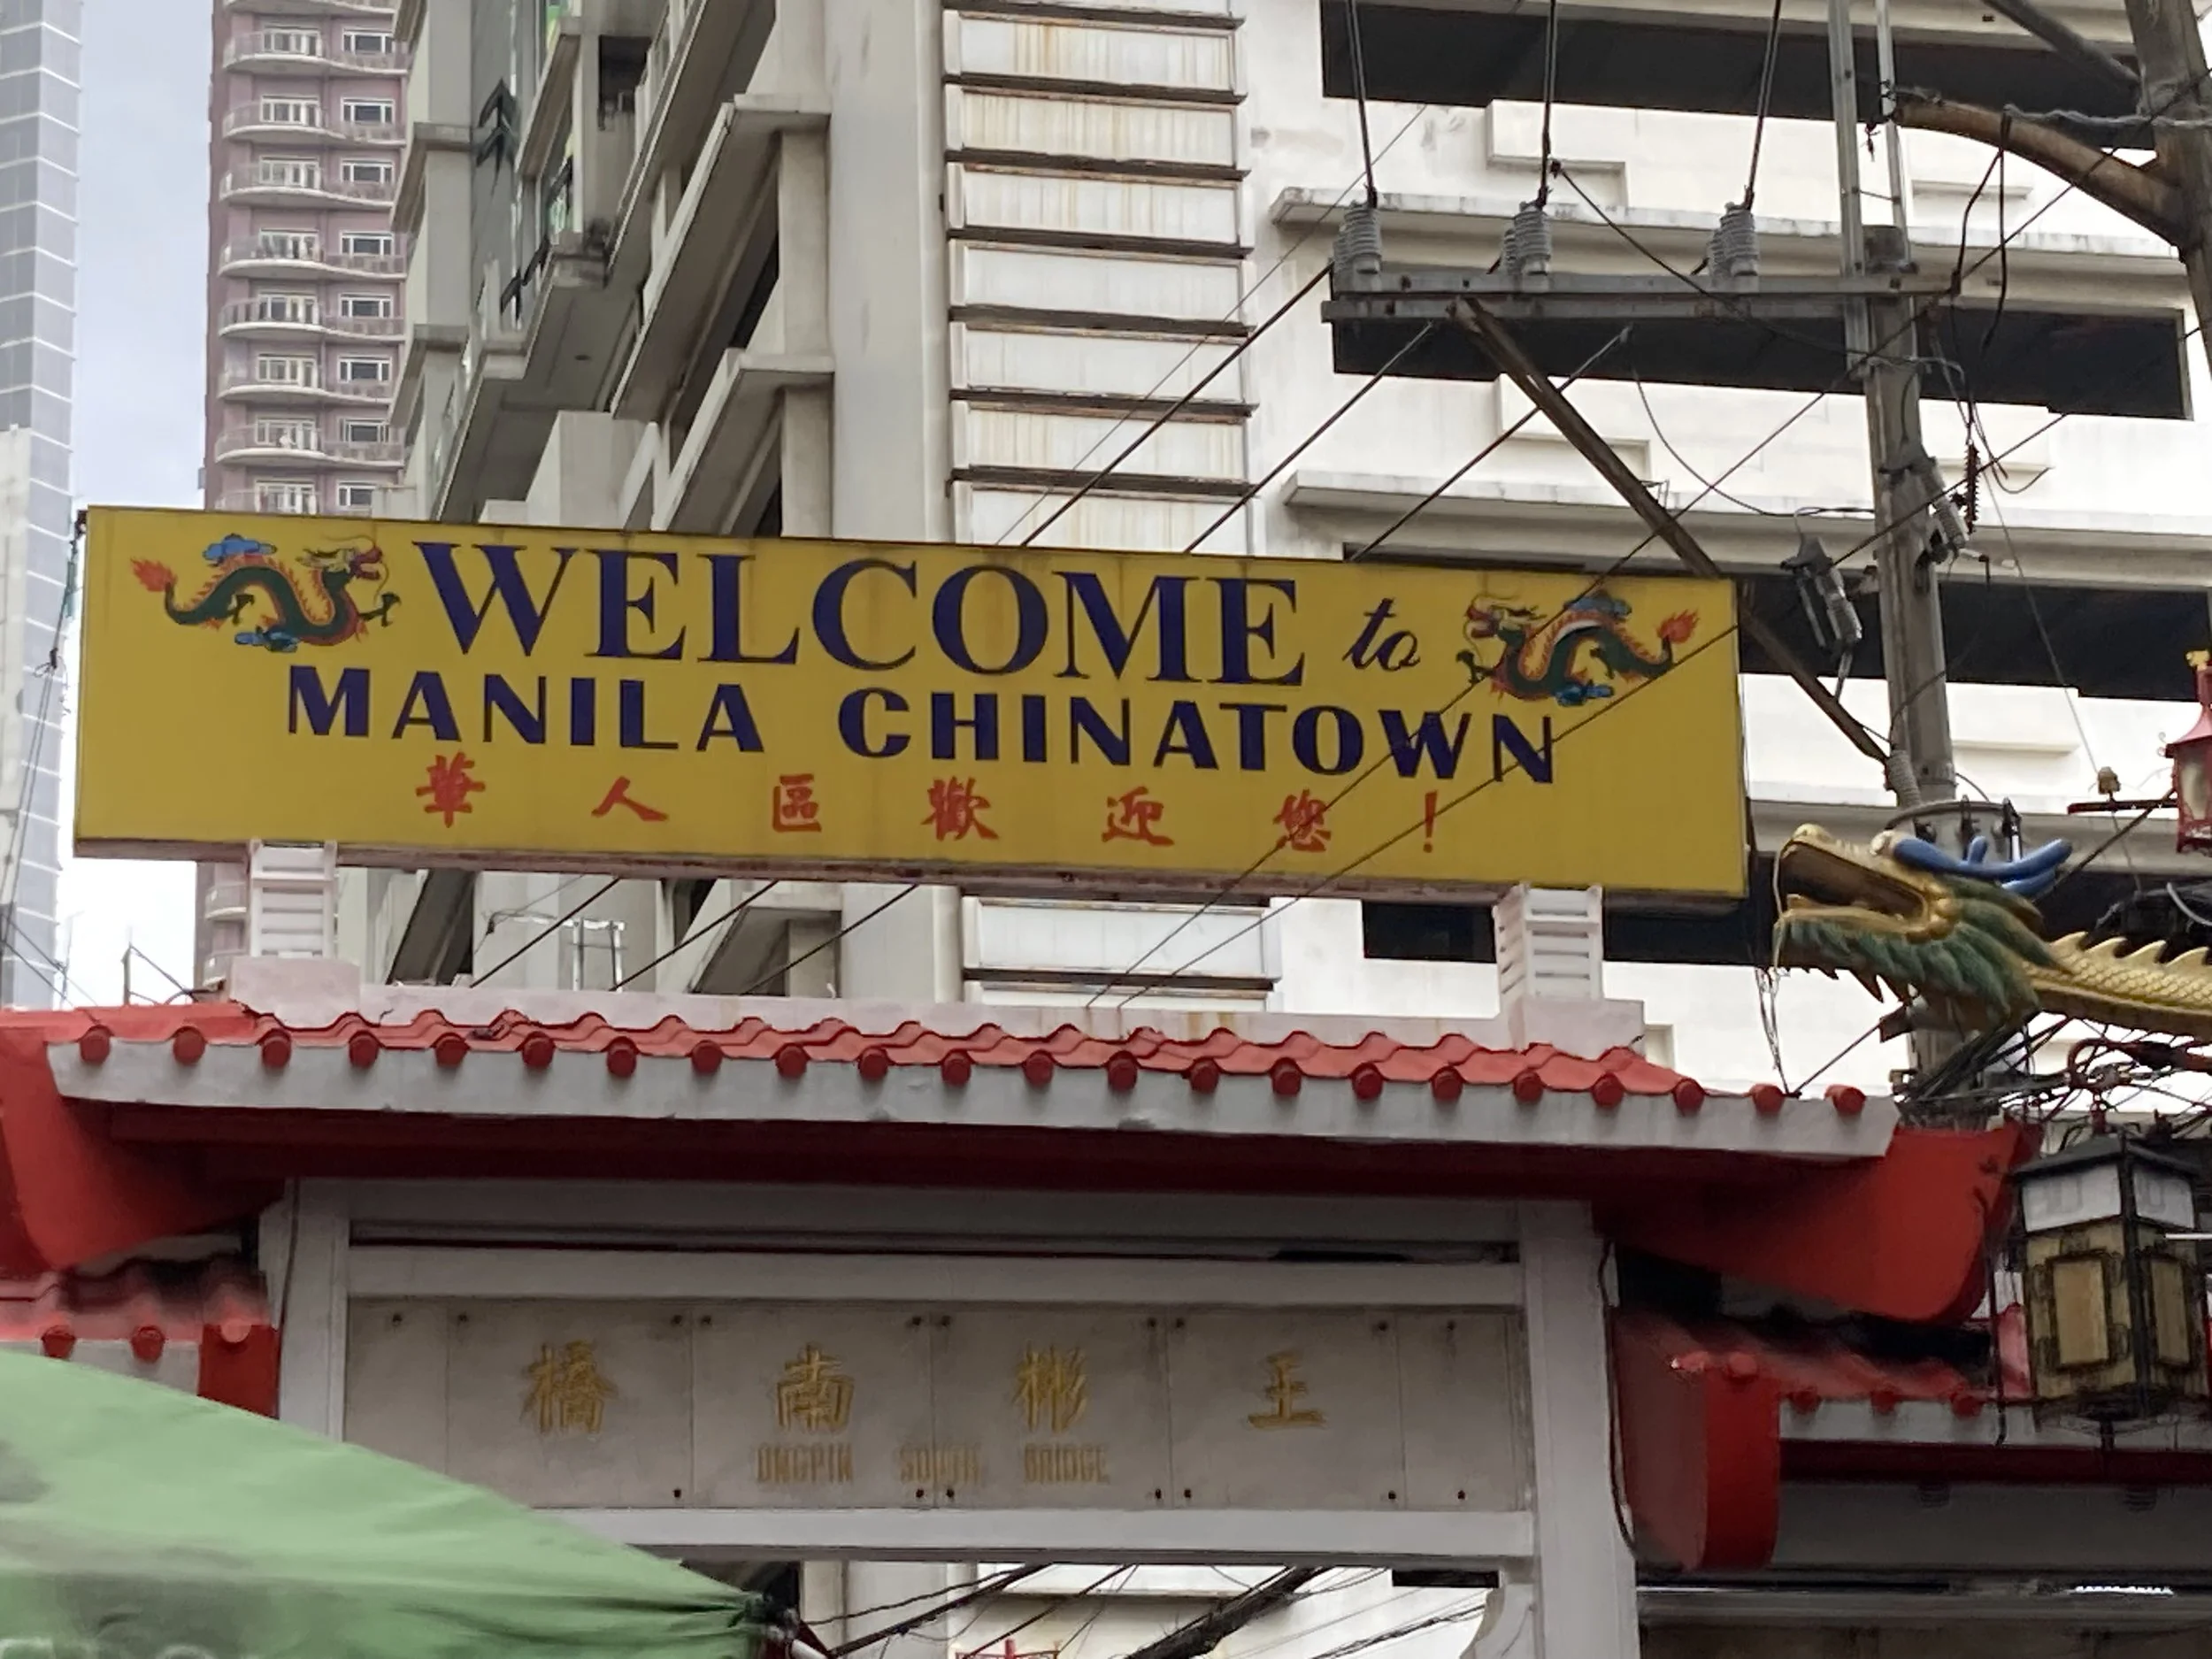 WELCOME to
MANILA CHINATOWN
華人區歡迎您!
橋南彬王
ONGPIN SOUTH BRIDGE